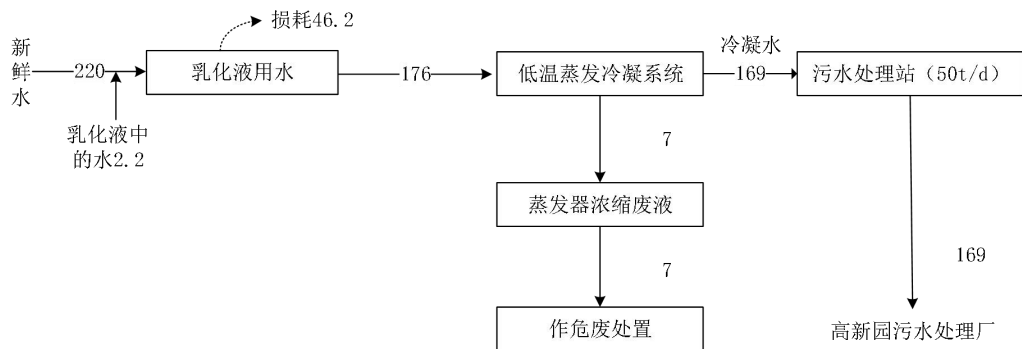 损耗46.2
新
鲜
水
220
乳化液用水
176
低温蒸发冷凝系统
冷凝水
169
污水处理站（50t/d）
乳化液中
的水2.2
7
蒸发器浓缩废液
7
169
作危废处置
高新园污水处理厂